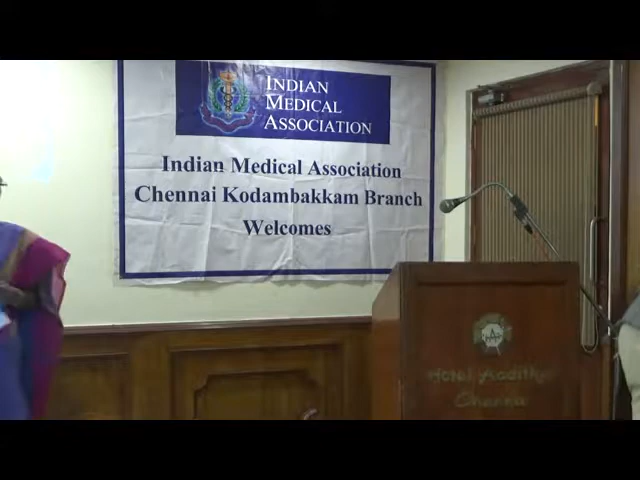 INDIAN
MEDICAL
ASSOCIATION
Indian Medical Association
Chennai Kodambakkam Branch
Welcomes
Hotel Aadithya
Chennai